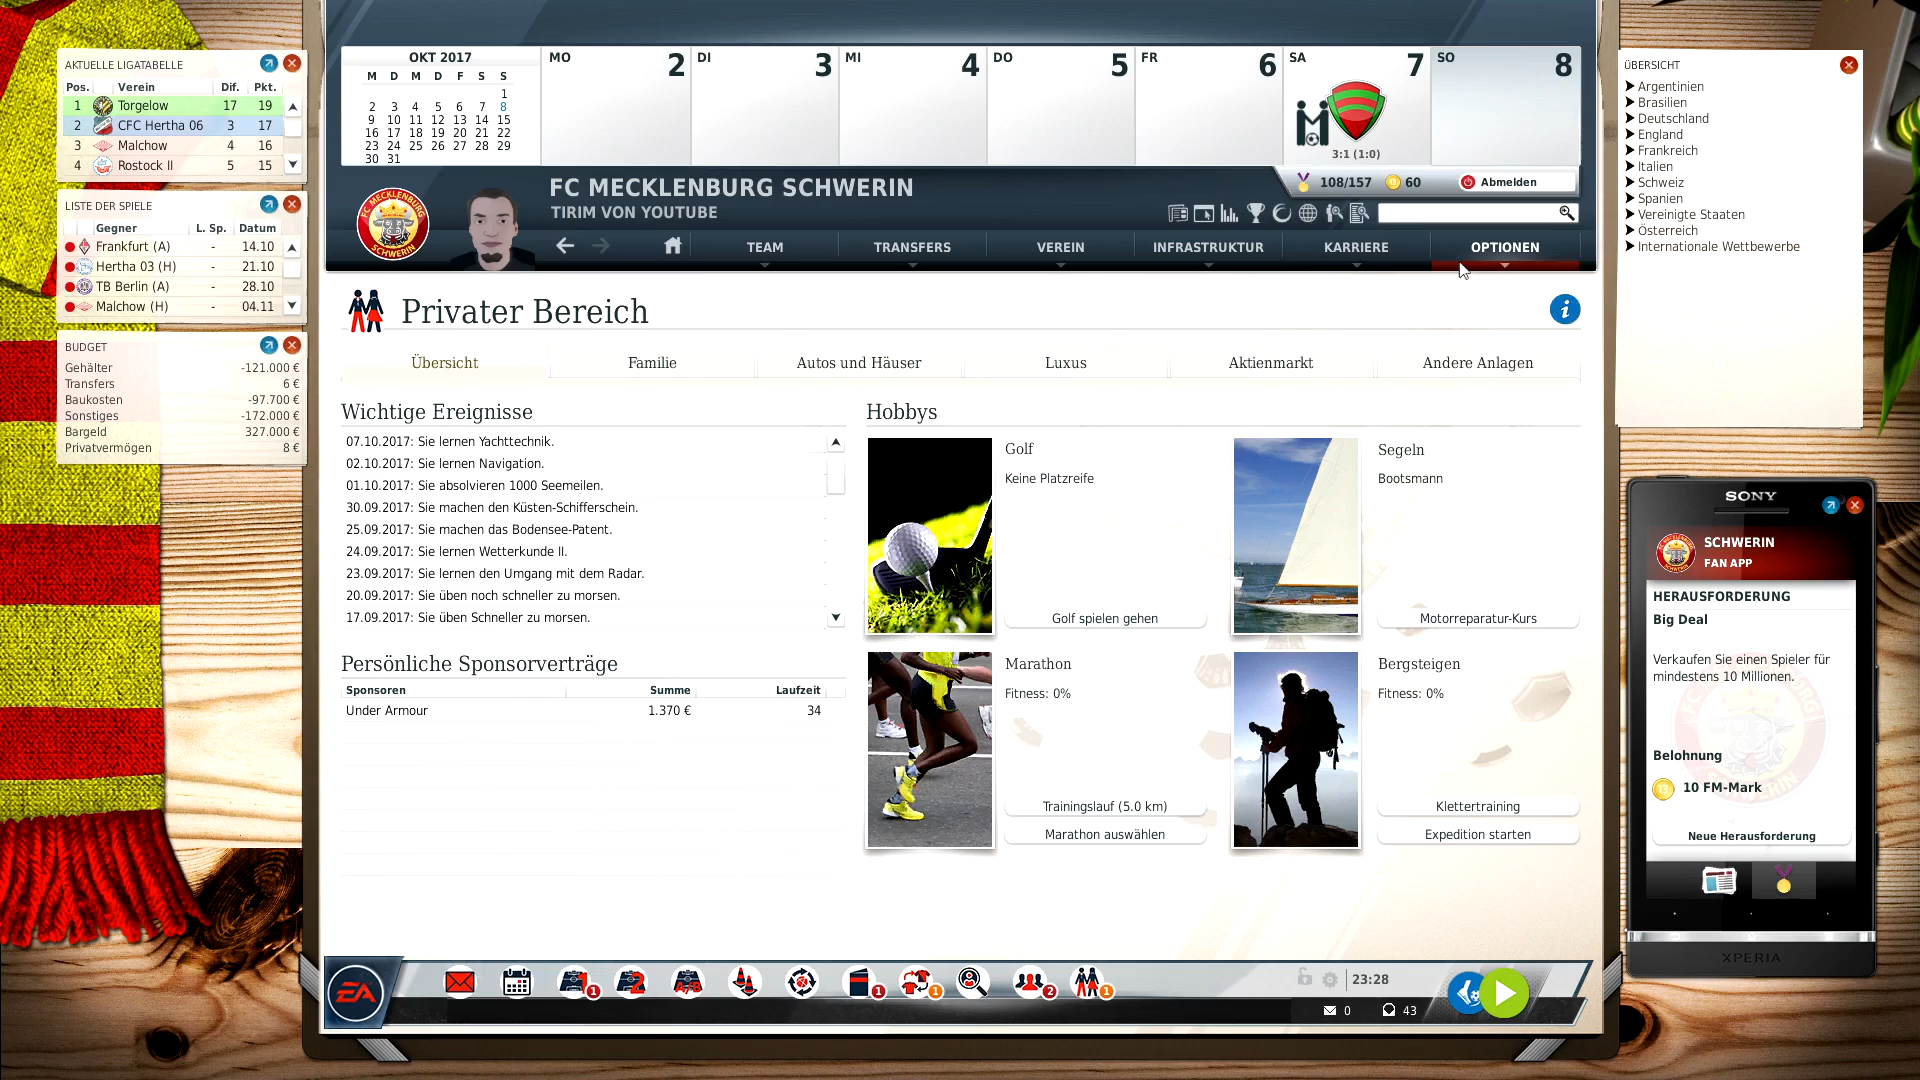 AKTUELLE LIGATABELLE
Pos. Verein Dif. Pkt.
1 Torgelow 17 19
2 CFC Hertha 06 3 17
3 Malchow 4 16
4 Rostock II 5 15
LISTE DER SPIELE
Gegner L. Sp. Datum
Frankfurt (A) - 14.10
Hertha 03 (H) - 21.10
TB Berlin (A) - 28.10
Malchow (H) - 04.11
BUDGET
Gehälter -121.000 €
Transfers 6 €
Baukosten -97.700 €
Sonstiges -172.000 €
Bargeld 327.000 €
Privatvermögen 8 €
OKT 2017
M D M D F S S
1
2 3 4 5 6 7 8
9 10 11 12 13 14 15
16 17 18 19 20 21 22
23 24 25 26 27 28 29
30 31
MO 2
DI 3
MI 4
DO 5
FR 6
SA 7
3:1 (1:0)
SO 8
FC MECKLENBURG SCHWERIN
TIRIM VON YOUTUBE
108/157
60
Abmelden
TEAM
TRANSFERS
VEREIN
INFRASTRUKTUR
KARRIERE
OPTIONEN
Privater Bereich
Übersicht
Familie
Autos und Häuser
Luxus
Aktienmarkt
Andere Anlagen
Wichtige Ereignisse
07.10.2017: Sie lernen Yachttechnik.
02.10.2017: Sie lernen Navigation.
01.10.2017: Sie absolvieren 1000 Seemeilen.
30.09.2017: Sie machen den Küsten-Schifferschein.
25.09.2017: Sie machen das Bodensee-Patent.
24.09.2017: Sie lernen Wetterkunde II.
23.09.2017: Sie lernen den Umgang mit dem Radar.
20.09.2017: Sie üben noch schneller zu morsen.
17.09.2017: Sie üben Schneller zu morsen.
Persönliche Sponsorverträge
Sponsoren Summe Laufzeit
Under Armour 1.370 € 34
Hobbys
Golf
Keine Platzreife
Golf spielen gehen
Segeln
Bootsmann
Motorreparatur-Kurs
Marathon
Fitness: 0%
Trainingslauf (5.0 km)
Marathon auswählen
Bergsteigen
Fitness: 0%
Klettertraining
Expedition starten
ÜBERSICHT
Argentinien
Brasilien
Deutschland
England
Frankreich
Italien
Schweiz
Spanien
Vereinigte Staaten
Österreich
Internationale Wettbewerbe
SONY
SCHWERIN
FAN APP
HERAUSFORDERUNG
Big Deal
Verkaufen Sie einen Spieler für
mindestens 10 Millionen.
Belohnung
10 FM-Mark
Neue Herausforderung
XPERIA
EA
1
2
A/B
1
1
1
2
1
23:28
0
43